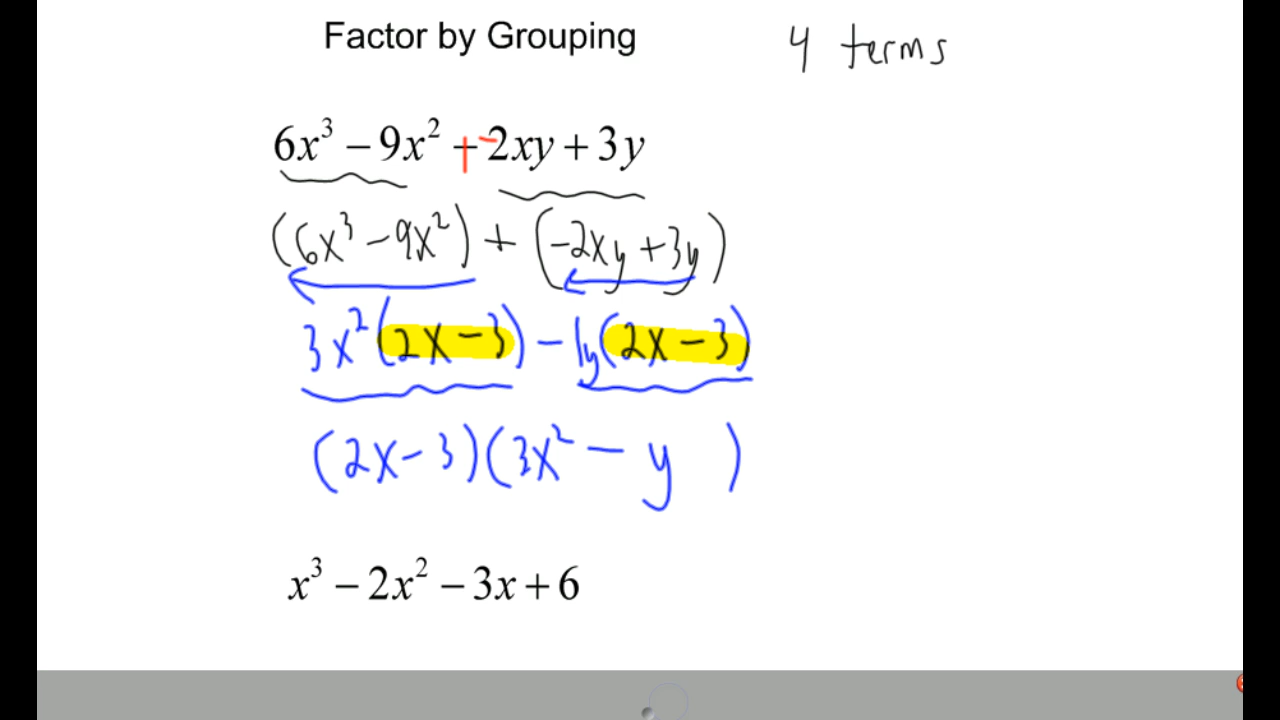 Factor by Grouping 4 terms
6x³ − 9x² +-2xy + 3y
(6x³ − 9x²) + (−2xy + 3y)
3x²(2x − 3) − 1y(2x − 3)
(2x − 3)(3x² − y )
x³ − 2x² − 3x + 6